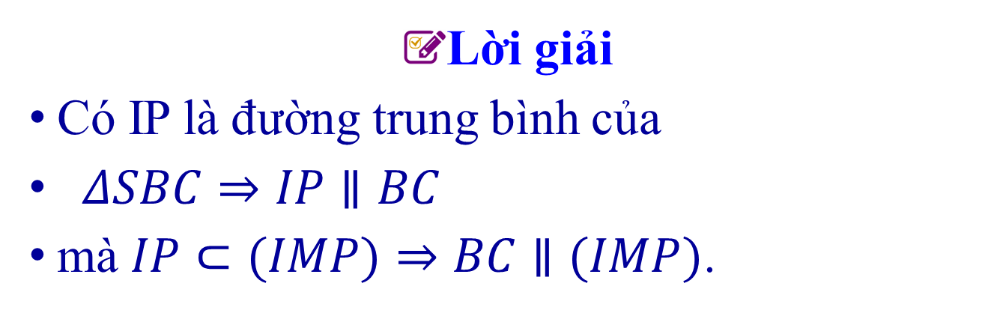 Lời giải
• Có IP là đường trung bình của
• ΔSBC ⇒ IP ∥ BC
• mà IP ⊂ (IMP) ⇒ BC ∥ (IMP).